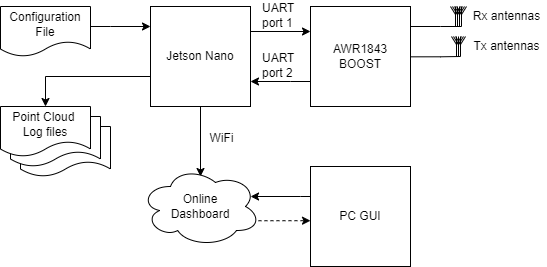 Configuration
File
Jetson Nano
UART
port 1
UART
port 2
AWR1843
BOOST
Rx antennas
Tx antennas
Point Cloud
Log files
WiFi
Online
Dashboard
PC GUI